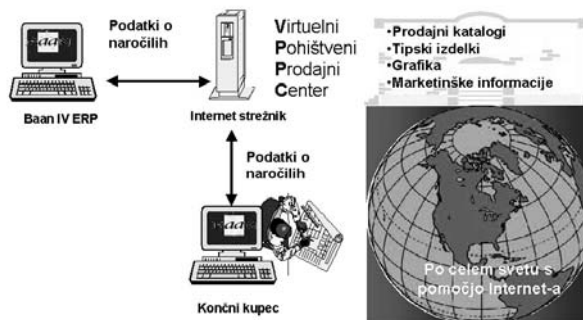 Podatki o
naročilih
Baan IV ERP
Internet strežnik
Virtuelni
Pohištveni
Prodajni
Center
•Prodajni katalogi
•Tipski izdelki
•Grafika
•Marketinške informacije
Podatki o
naročilih
Končni kupec
Po celem svetu s
pomočjo Internet-a